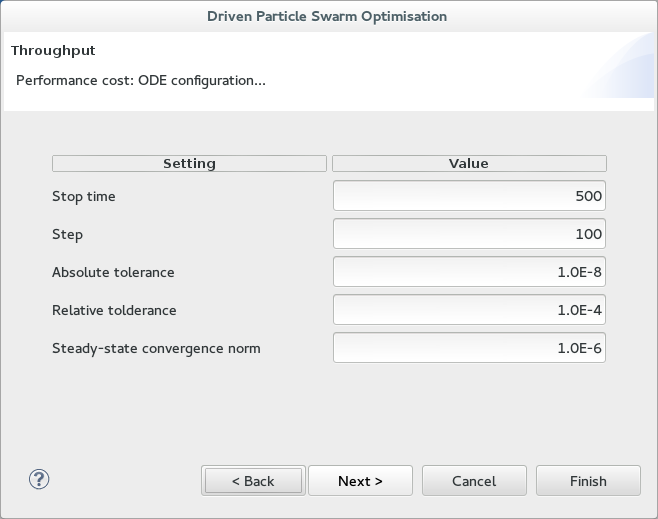 Driven Particle Swarm Optimisation
Throughput
Performance cost: ODE configuration...
Setting Value
Stop time 500
Step 100
Absolute tolerance 1.0E-8
Relative tolderance 1.0E-4
Steady-state convergence norm 1.0E-6
? < Back Next > Cancel Finish